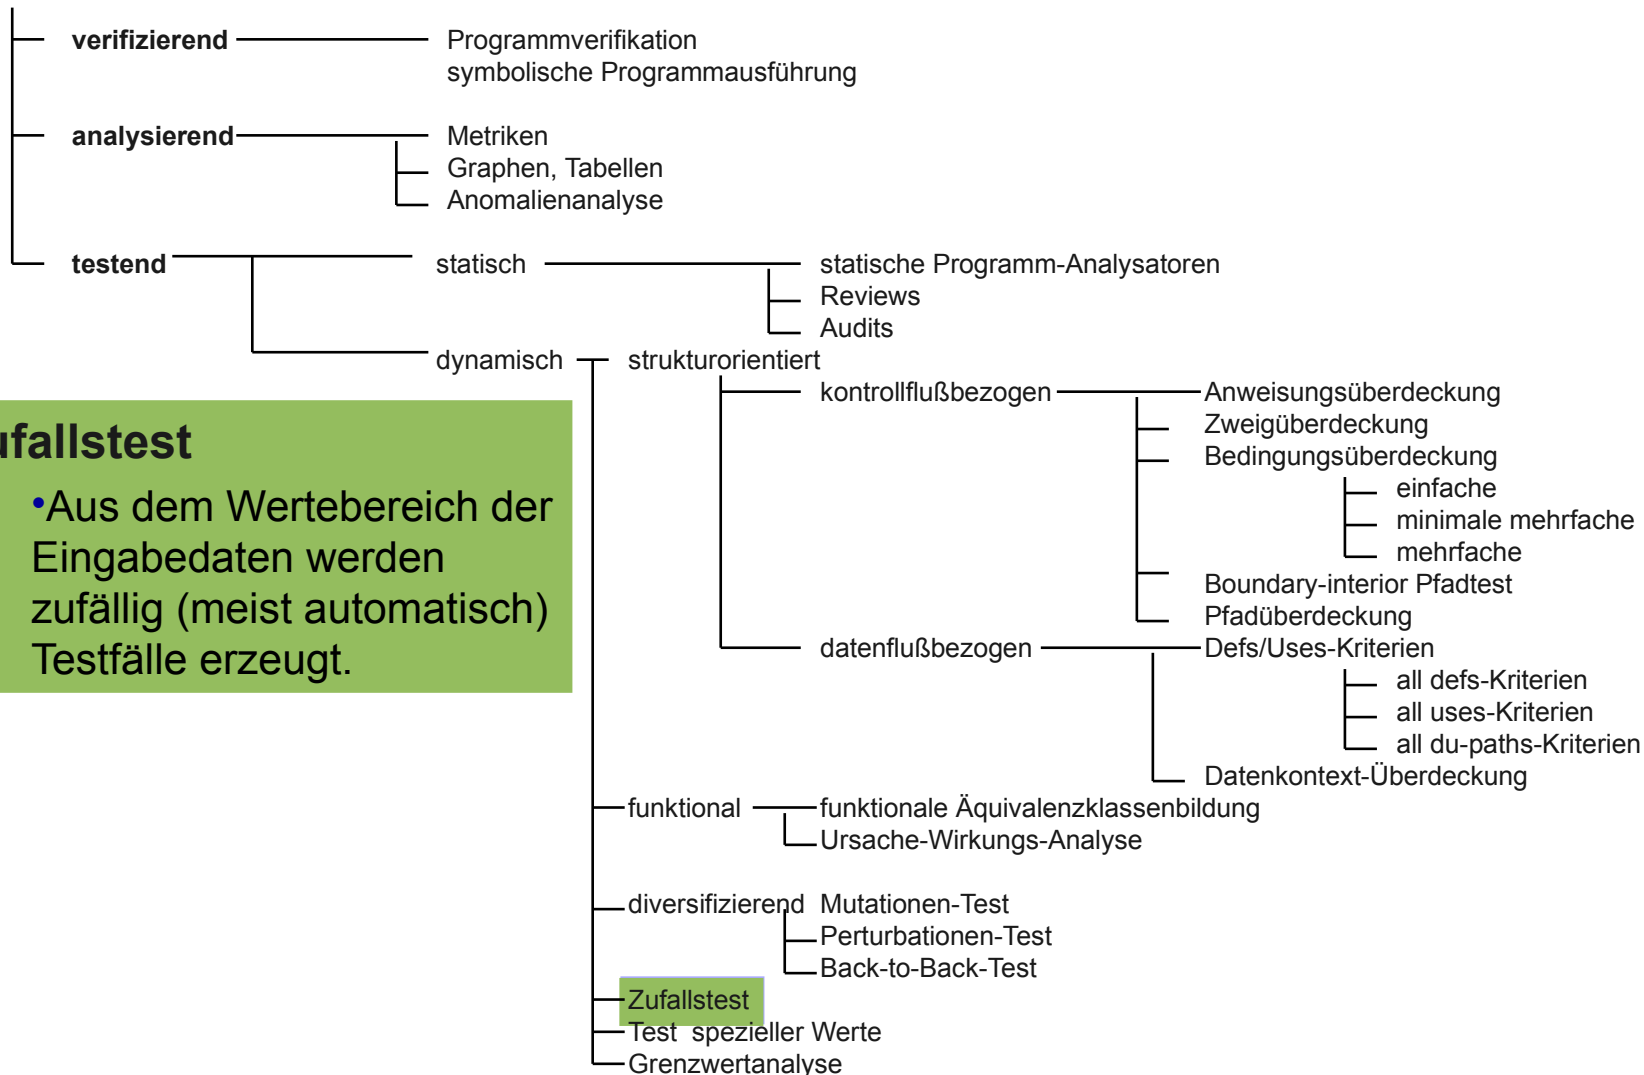 verifizierend
Programmverifikation
symbolische Programmausführung
analysierend
Metriken
Graphen, Tabellen
Anomalienanalyse
testend
statisch
statische Programm-Analysatoren
Reviews
Audits
dynamisch
strukturorientiert
kontrollflußbezogen
Anweisungsüberdeckung
Zweigüberdeckung
Bedingungsüberdeckung
einfache
minimale mehrfache
mehrfache
Boundary-interior Pfadtest
Pfadüberdeckung
datenflußbezogen
Defs/Uses-Kriterien
all defs-Kriterien
all uses-Kriterien
all du-paths-Kriterien
Datenkontext-Überdeckung
funktional
funktionale Äquivalenzklassenbildung
Ursache-Wirkungs-Analyse
diversifizierend
Mutationen-Test
Perturbationen-Test
Back-to-Back-Test
Zufallstest
Test spezieller Werte
Grenzwertanalyse
ufallstest
•Aus dem Wertebereich der
Eingabedaten werden
zufällig (meist automatisch)
Testfälle erzeugt.